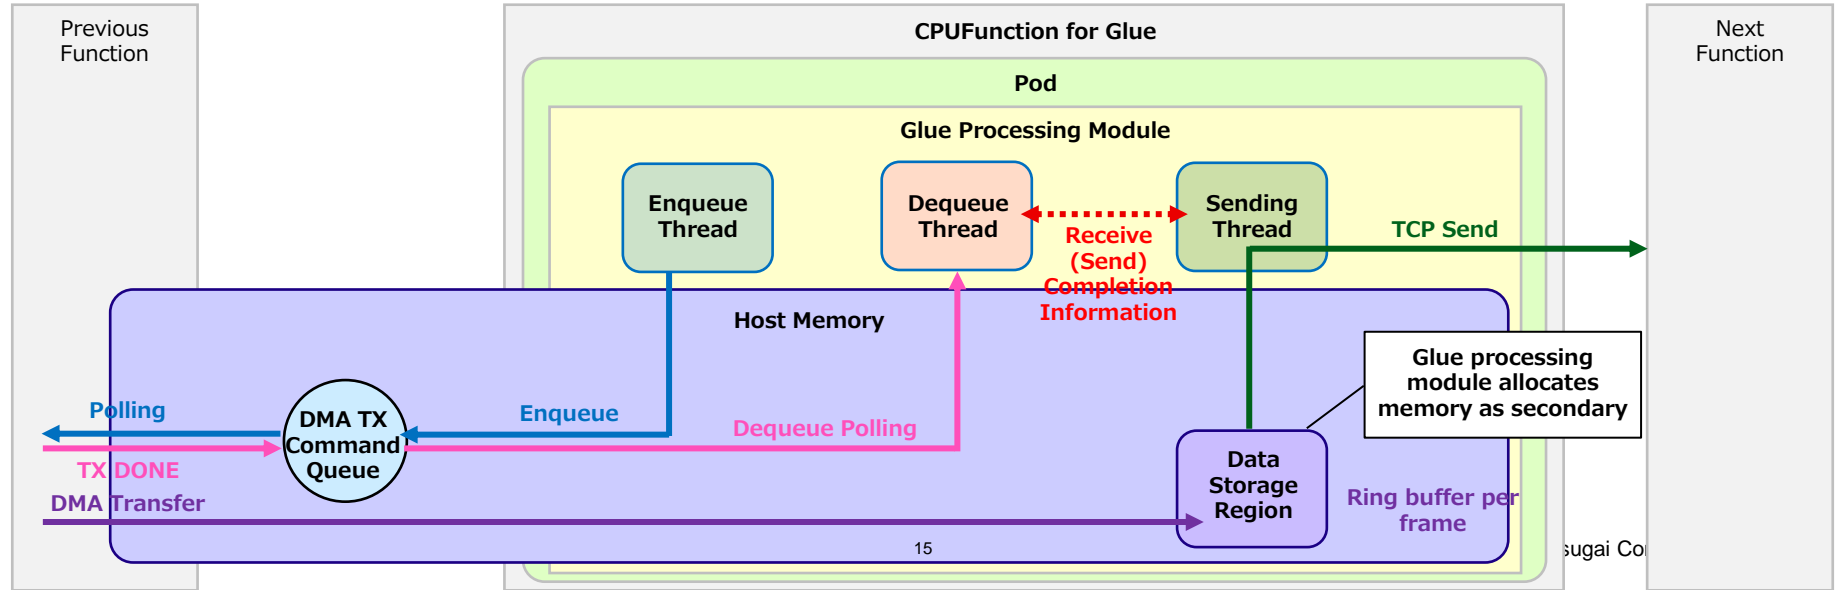 Previous
Function
CPUFunction for Glue
Next
Function
Pod
Glue Processing Module
Enqueue
Thread
Dequeue
Thread
Sending
Thread
Receive
(Send)
Completion
Information
TCP Send
Host Memory
Glue processing
module allocates
memory as secondary
Polling
DMA TX
Command
Queue
Enqueue
Dequeue Polling
TX DONE
DMA Transfer
Data
Storage
Region
Ring buffer per
frame
15